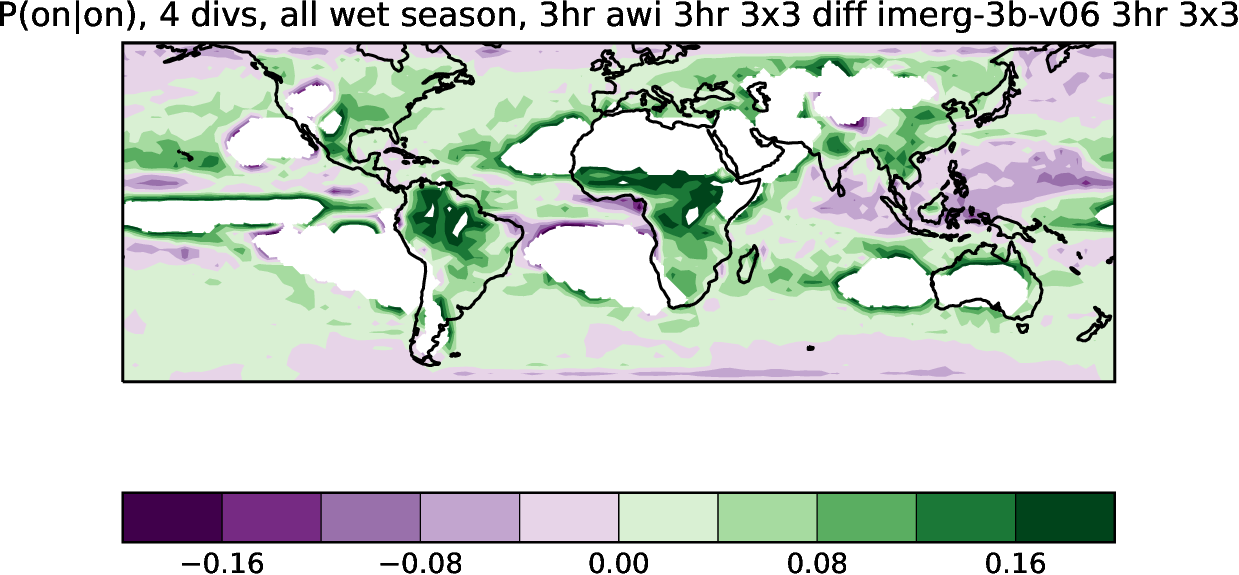 P(on|on), 4 divs, all wet season, 3hr awi 3hr 3x3 diff imerg-3b-v06 3hr 3x3
−0.16 −0.08 0.00 0.08 0.16